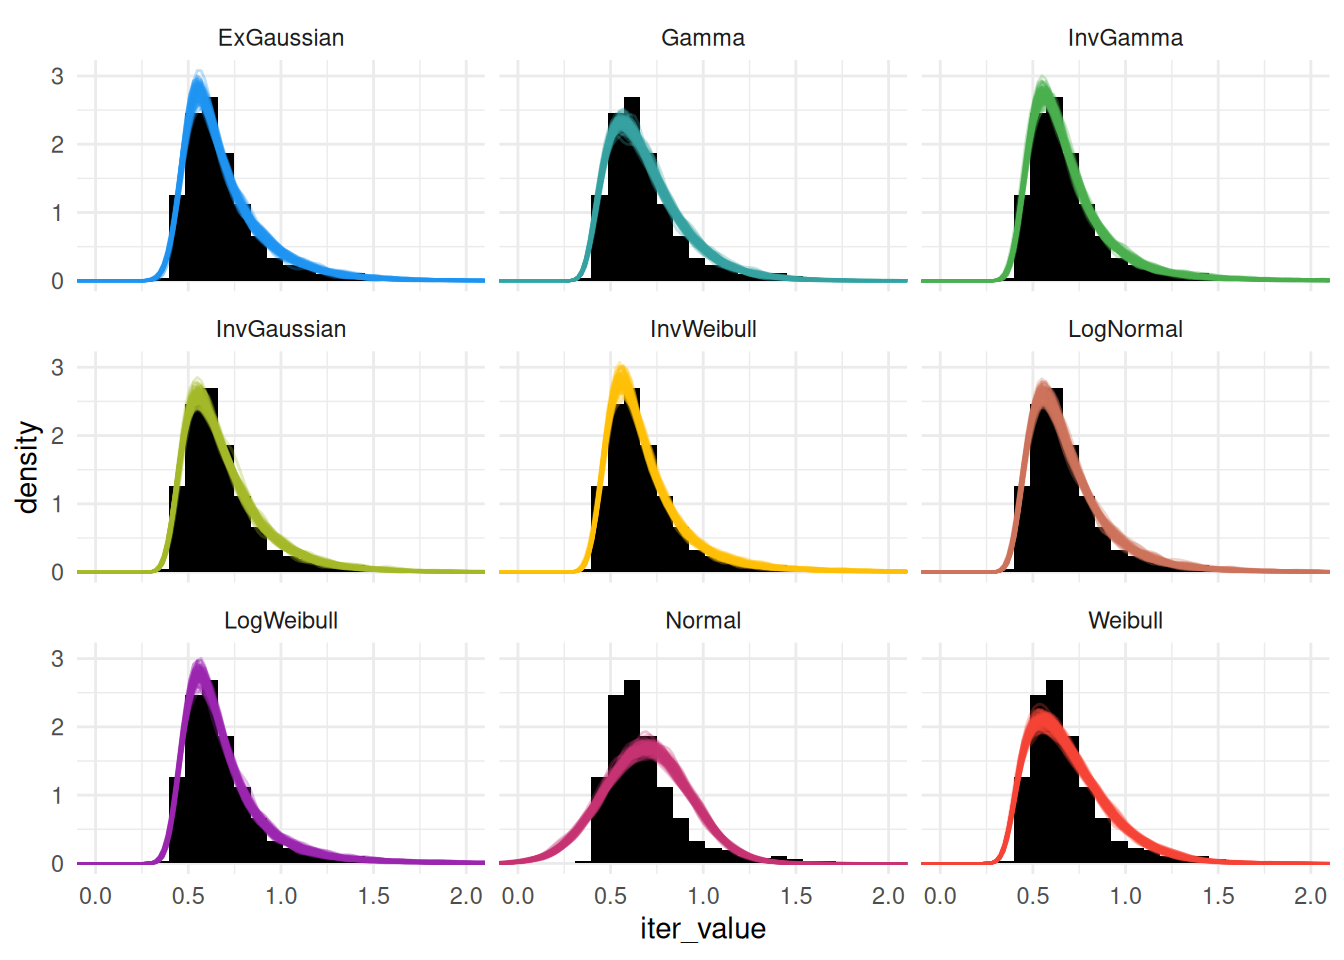 ExGaussian Gamma InvGamma
3
2
1
0
InvGaussian InvWeibull LogNormal
3
2
1
0
density
LogWeibull Normal Weibull
3
2
1
0
0.0 0.5 1.0 1.5 2.0 0.0 0.5 1.0 1.5 2.0 0.0 0.5 1.0 1.5 2.0
iter_value